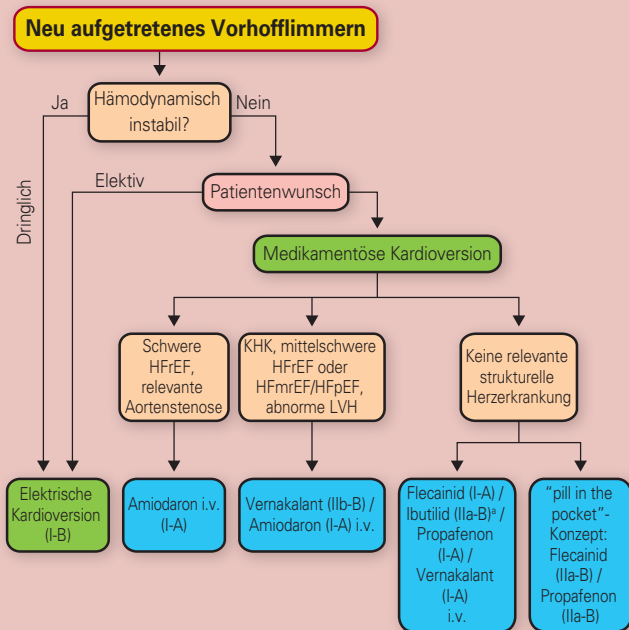 Neu aufgetretenes Vorhofflimmern
Ja
Hämodynamisch
instabil?
Nein
Dringlich
Elektiv
Patientenwunsch
Medikamentöse Kardioversion
Schwere
HFrEF,
relevante
Aortenstenose
KHK, mittelschwere
HFrEF oder
HFmrEF/HFpEF,
abnorme LVH
Keine relevante
strukturelle
Herzerkrankung
Elektrische
Kardioversion
(I-B)
Amiodaron i.v.
(I-A)
Vernakalant (IIb-B) /
Amiodaron (I-A) i.v.
Flecainid (I-A) /
Ibutilid (IIa-B)ᵃ /
Propafenon
(I-A) /
Vernakalant
(I-A)
i.v.
“pill in the
pocket”-
Konzept:
Flecainid
(IIa-B) /
Propafenon
(IIa-B)